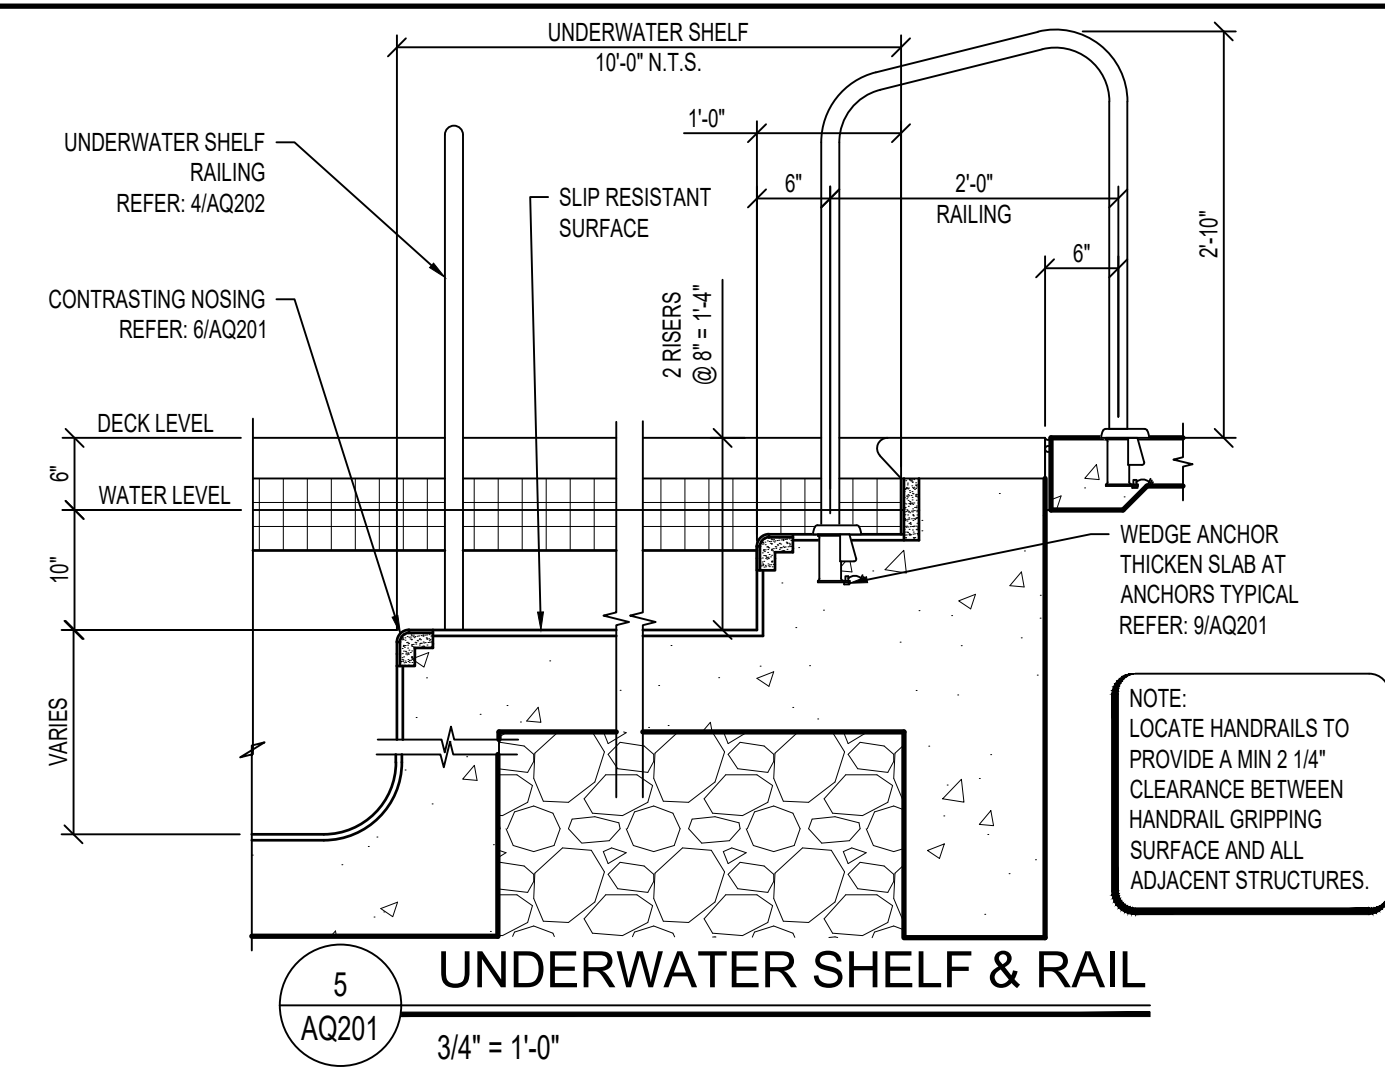 UNDERWATER SHELF
10'-0" N.T.S.
1'-0"
UNDERWATER SHELF
RAILING
REFER: 4/AQ202
SLIP RESISTANT
SURFACE
6"
2'-0"
RAILING
2'-10"
6"
CONTRASTING NOSING
REFER: 6/AQ201
2 RISERS
@ 8" = 1'-4"
DECK LEVEL
6"
WATER LEVEL
10"
VARIES
WEDGE ANCHOR
THICKEN SLAB AT
ANCHORS TYPICAL
REFER: 9/AQ201
NOTE:
LOCATE HANDRAILS TO
PROVIDE A MIN 2 1/4"
CLEARANCE BETWEEN
HANDRAIL GRIPPING
SURFACE AND ALL
ADJACENT STRUCTURES.
5
AQ201
UNDERWATER SHELF & RAIL
3/4" = 1'-0"